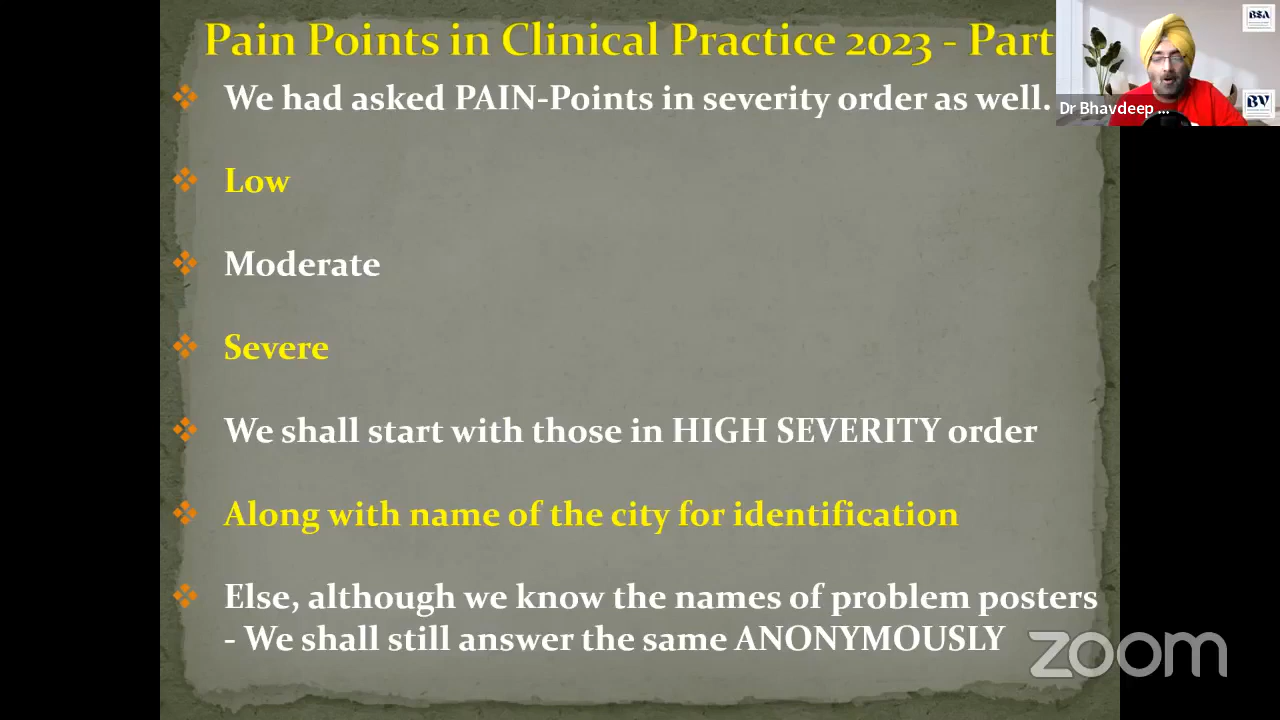 Pain Points in Clinical Practice 2023 - Part
We had asked PAIN-Points in severity order as well.
Low
Moderate
Severe
We shall start with those in HIGH SEVERITY order
Along with name of the city for identification
Else, although we know the names of problem posters
- We shall still answer the same ANONYMOUSLY
BSA
BV
Dr Bhavdeep ...
zoom